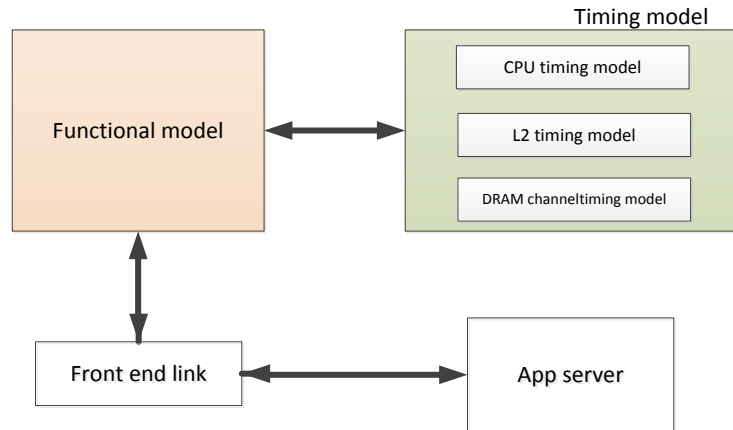 Timing model
CPU timing model
Functional model
L2 timing model
DRAM channeltiming model
Front end link
App server